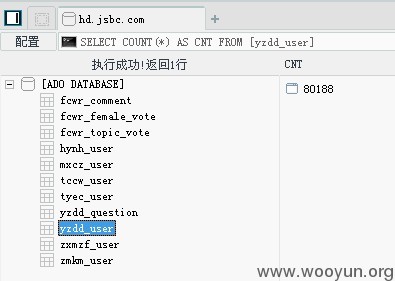 hd.jsbc.com
配置
SELECT COUNT(*) AS CNT FROM [yzdd_user]
执行成功!返回1行
CNT
[ADO DATABASE]
80188
fcwr_comment
fcwr_female_vote
fcwr_topic_vote
hynh_user
mxcz_user
tccw_user
tyec_user
yzdd_question
yzdd_user
zxmzf_user
zmkm_user
www.wooyun.org